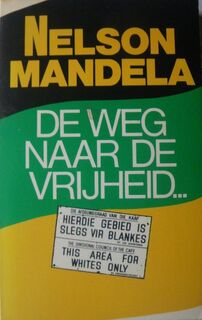 NELSON
MANDELA
DE WEG
NAAR DE
VRIJHEID...
DIE AFDELINGSRAAD VAN DIE KAAP
HIERDIE GEBIED IS
SLEGS VIR BLANKES
THE DIVISIONAL COUNCIL OF THE CAPE
THIS AREA FOR
WHITES ONLY